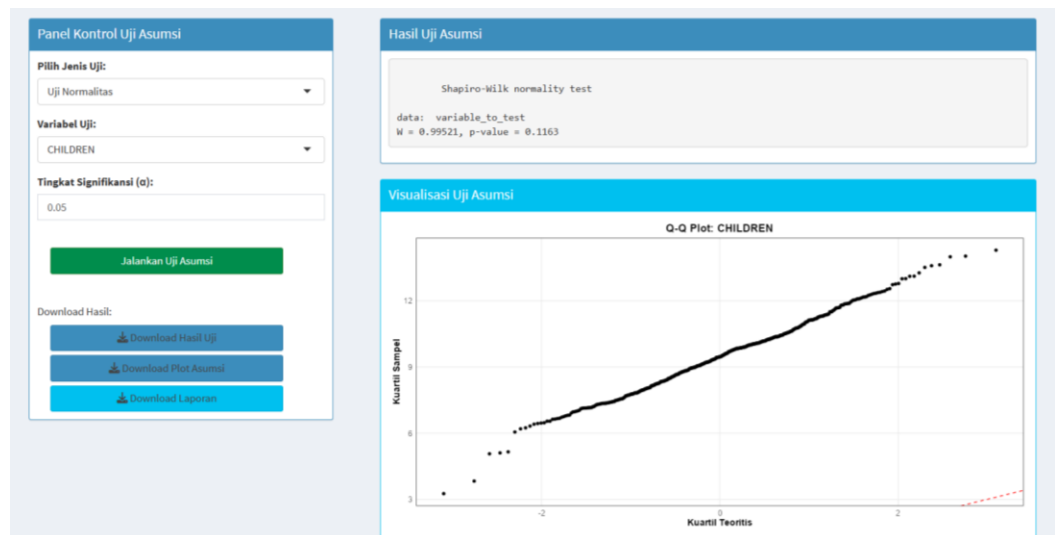 Panel Kontrol Uji Asumsi
Pilih Jenis Uji:
Uji Normalitas
Variabel Uji:
CHILDREN
Tingkat Signifikansi (α):
0.05
Jalankan Uji Asumsi
Download Hasil:
Download Hasil Uji
Download Plot Asumsi
Download Laporan
Hasil Uji Asumsi
Shapiro-Wilk normality test
data:  variable_to_test
W = 0.99521, p-value = 0.1163
Visualisasi Uji Asumsi
Q-Q Plot: CHILDREN
Kuartil Sampel
12
9
6
3
-2
0
2
Kuartil Teoritis